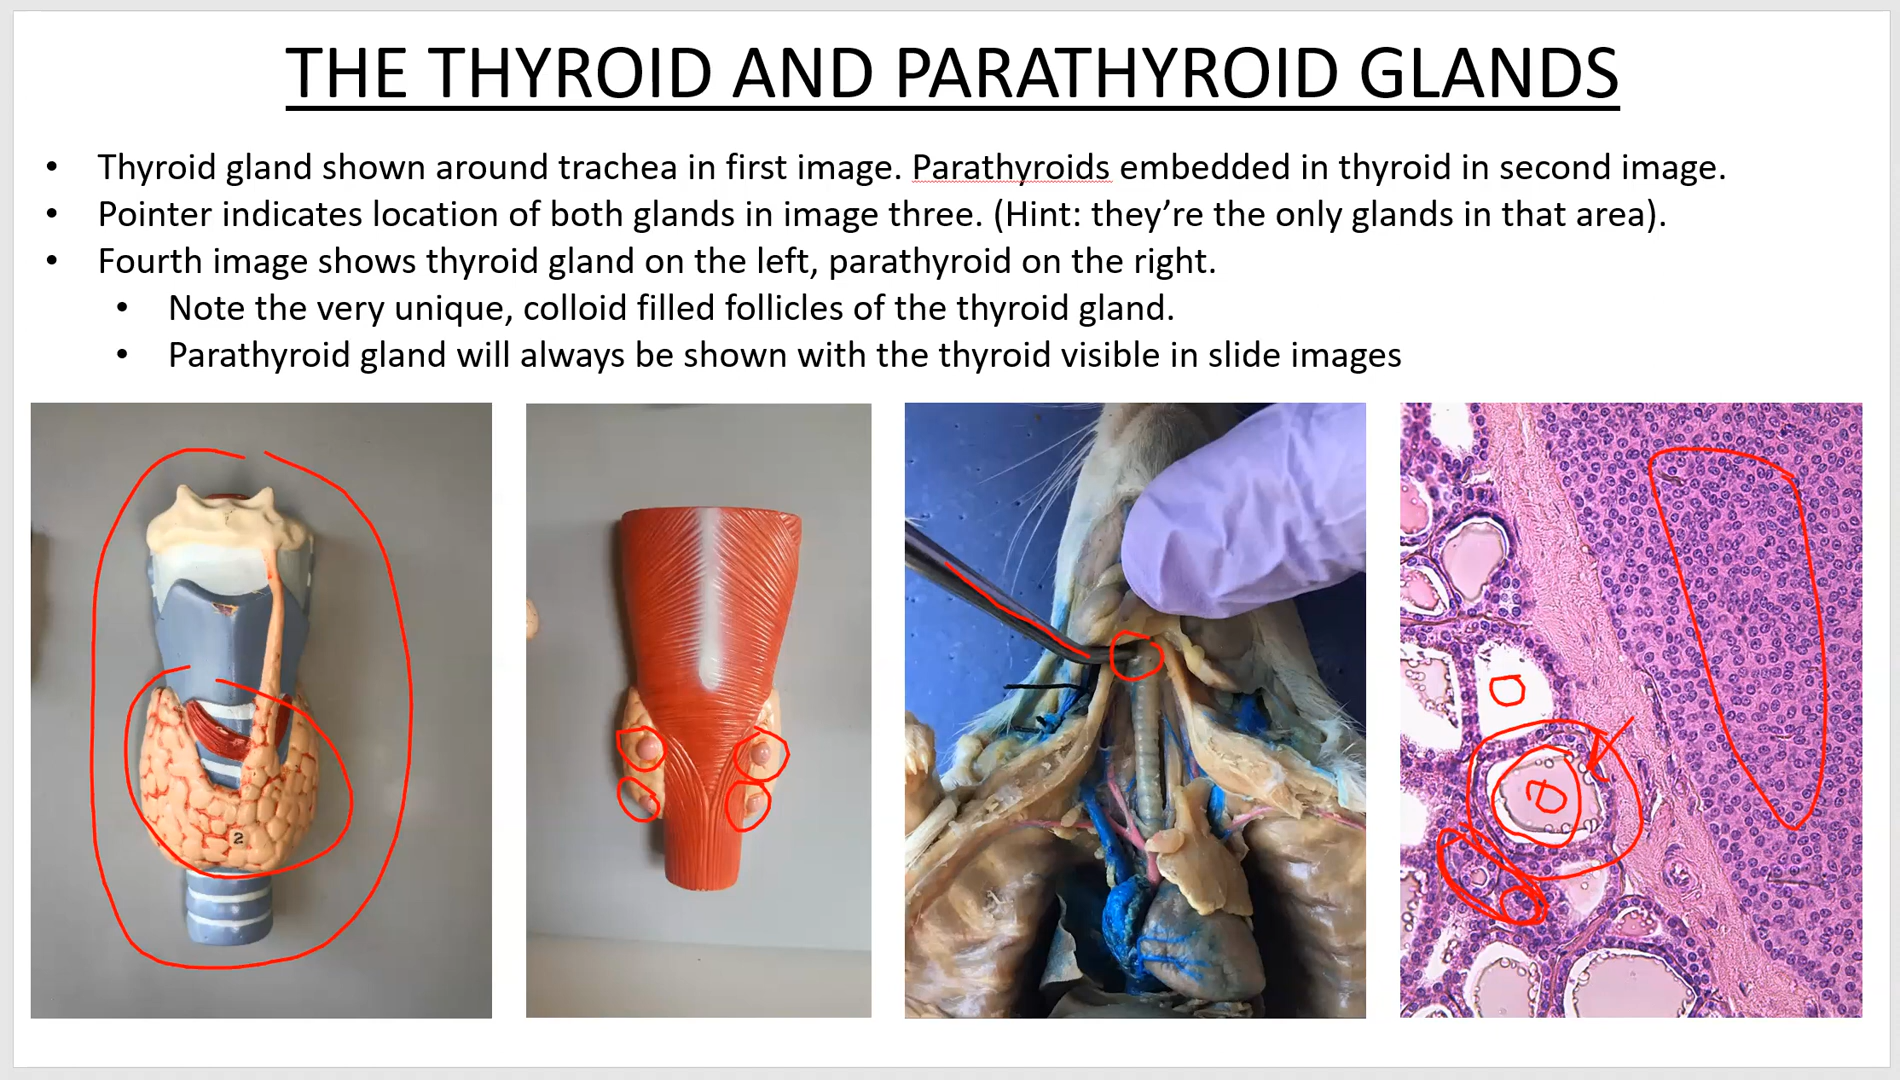 THE THYROID AND PARATHYROID GLANDS
• Thyroid gland shown around trachea in first image. Parathyroids embedded in thyroid in second image.
• Pointer indicates location of both glands in image three. (Hint: they’re the only glands in that area).
• Fourth image shows thyroid gland on the left, parathyroid on the right.
• Note the very unique, colloid filled follicles of the thyroid gland.
• Parathyroid gland will always be shown with the thyroid visible in slide images
2